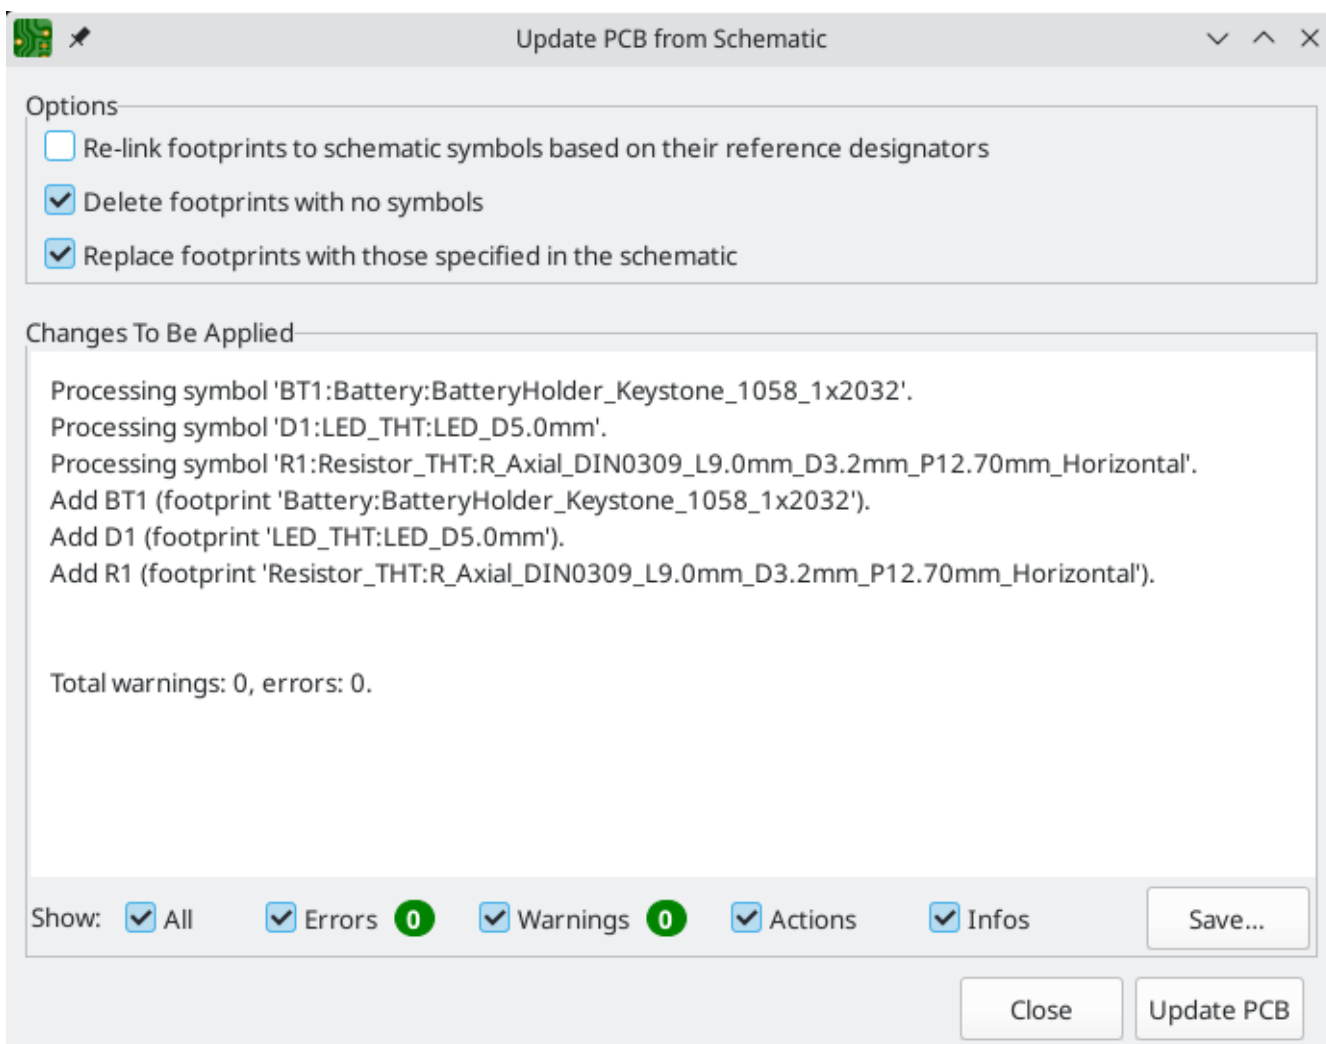 Update PCB from Schematic
Options
Re-link footprints to schematic symbols based on their reference designators
Delete footprints with no symbols
Replace footprints with those specified in the schematic
Changes To Be Applied
Processing symbol 'BT1:Battery:BatteryHolder_Keystone_1058_1x2032'.
Processing symbol 'D1:LED_THT:LED_D5.0mm'.
Processing symbol 'R1:Resistor_THT:R_Axial_DIN0309_L9.0mm_D3.2mm_P12.70mm_Horizontal'.
Add BT1 (footprint 'Battery:BatteryHolder_Keystone_1058_1x2032').
Add D1 (footprint 'LED_THT:LED_D5.0mm').
Add R1 (footprint 'Resistor_THT:R_Axial_DIN0309_L9.0mm_D3.2mm_P12.70mm_Horizontal').
Total warnings: 0, errors: 0.
Show: All Errors 0 Warnings 0 Actions Infos Save...
Close Update PCB